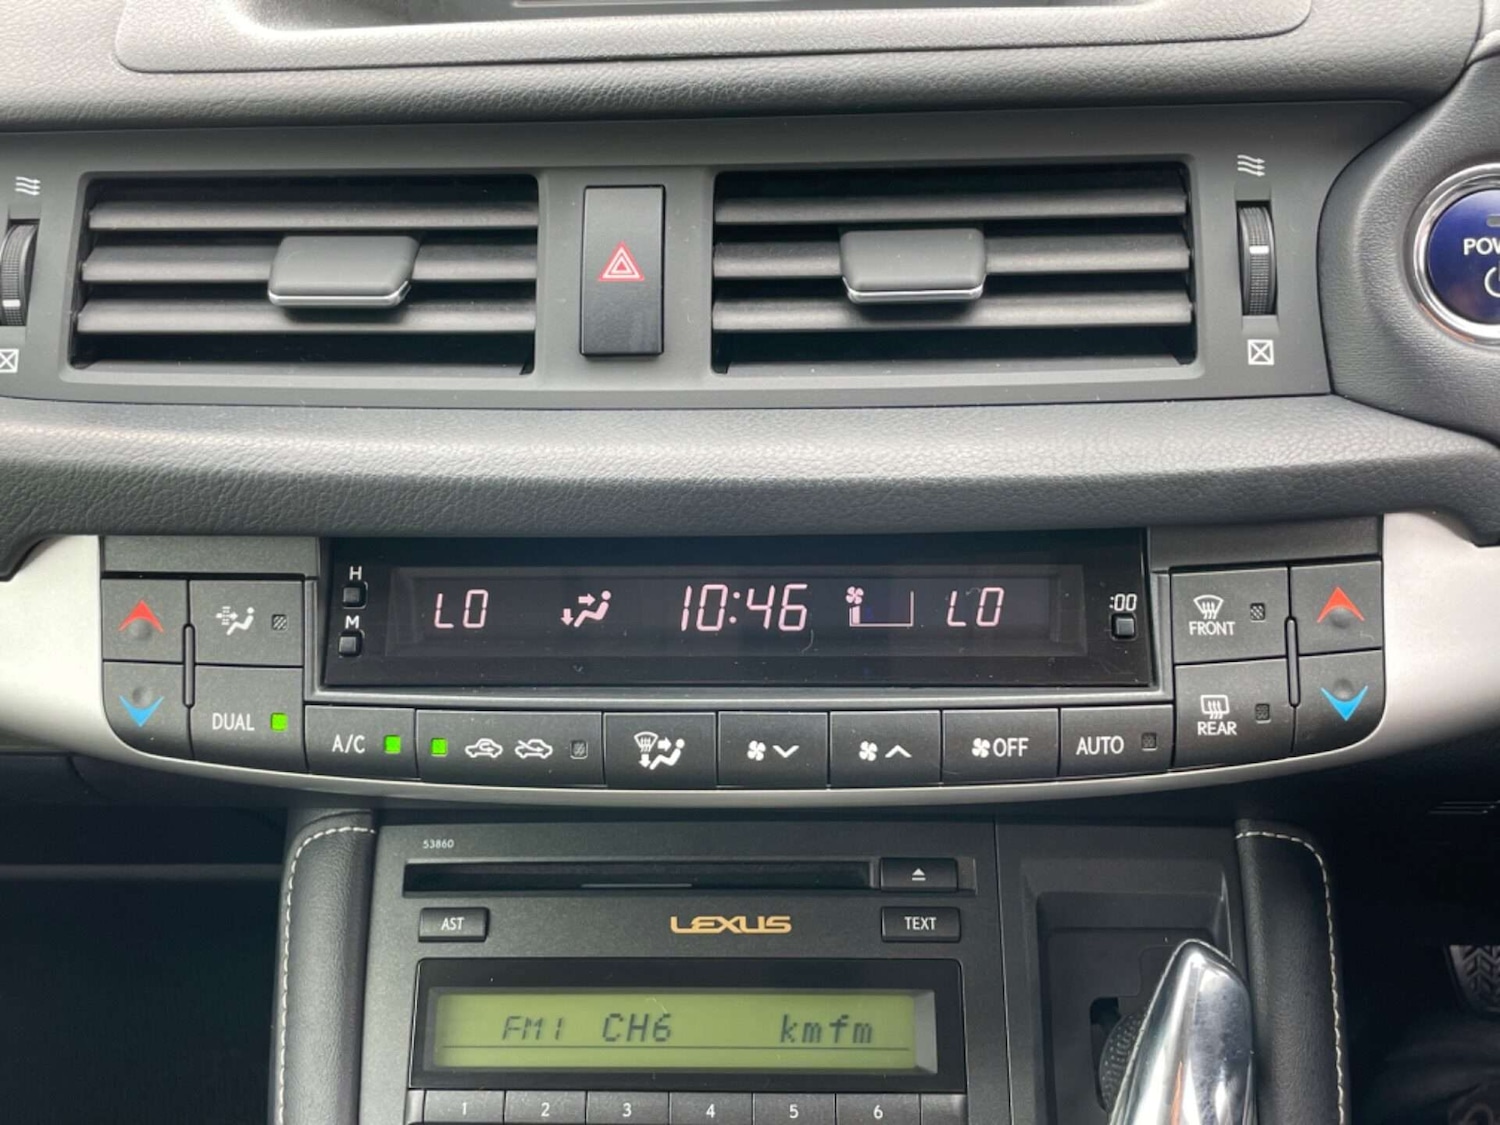 POW
H
LO 10:46 LO
M
:00
FRONT
DUAL
REAR
A/C
OFF
AUTO
53860
AST
LEXUS
TEXT
FM1 CH6 kmfm
1 2 3 4 5 6